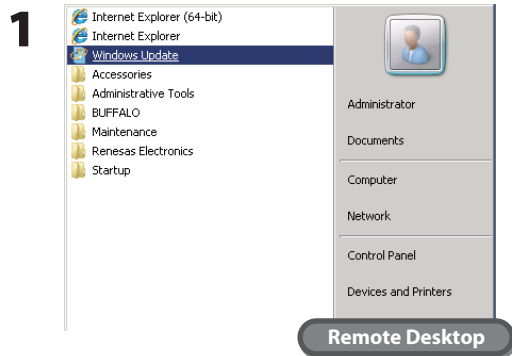 1
Internet Explorer (64-bit)
Internet Explorer
Windows Update
Accessories
Administrative Tools
BUFFALO
Maintenance
Renesas Electronics
Startup
Administrator
Documents
Computer
Network
Control Panel
Devices and Printers
Remote Desktop